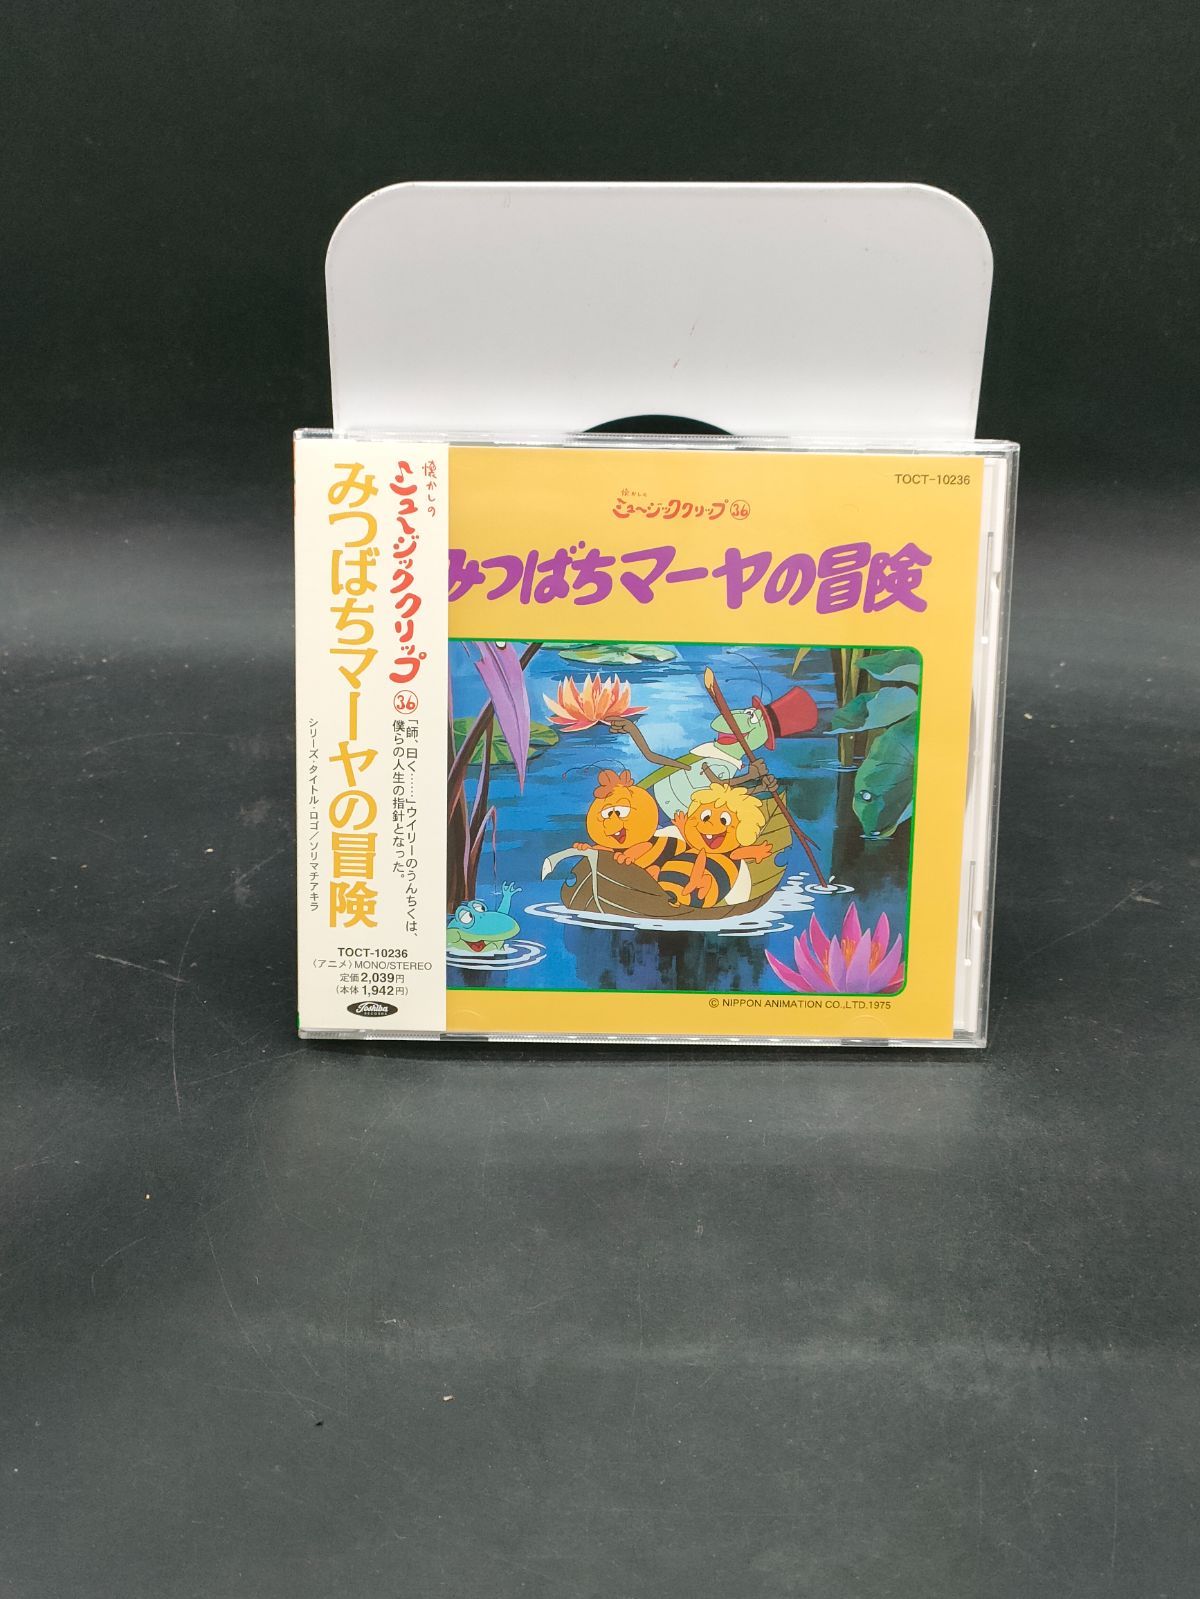 懐かしの
ミュージッククリップ
36
みつばちマーヤの冒険
「師、曰く……」ウイリーのうんちくは、
僕らの人生の指針となった。
シリーズ・タイトル・ロゴ／ソリマチアキラ
TOCT-10236
〈アニメ〉MONO/STEREO
定価2,039円
(本体1,942円)
Toshiba
RECORDS
TOCT-10236
懐かしの
ミュージッククリップ36
みつばちマーヤの冒険
© NIPPON ANIMATION CO.,LTD.1975